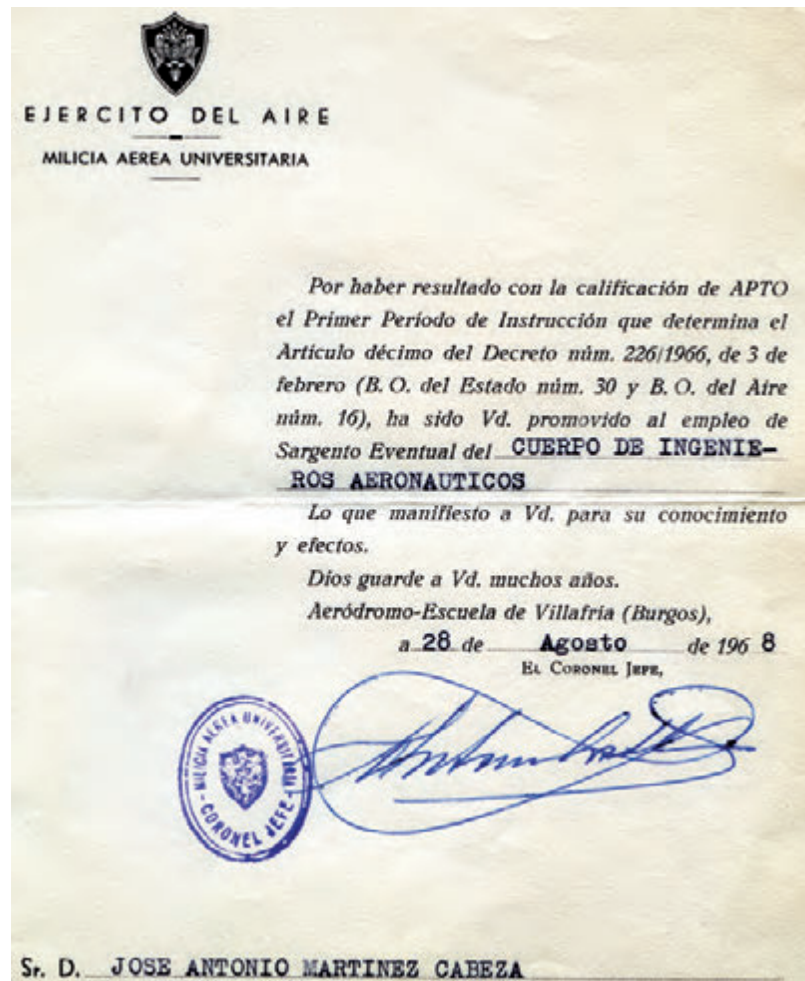 EJERCITO DEL AIRE
MILICIA AEREA UNIVERSITARIA
Por haber resultado con la calificación de APTO
el Primer Período de Instrucción que determina el
Artículo décimo del Decreto núm. 226/1966, de 3 de
febrero (B. O. del Estado núm. 30 y B. O. del Aire
núm. 16), ha sido Vd. promovido al empleo de
Sargento Eventual del CUERPO DE INGENIE-
ROS AERONAUTICOS
Lo que manifiesto a Vd. para su conocimiento
y efectos.
Dios guarde a Vd. muchos años.
Aeródromo-Escuela de Villafría (Burgos),
a 28 de Agosto de 196 8
EL CORONEL JEFE,
MILICIA AEREA UNIVERSITARIA
- CORONEL JEFE -
Sr. D. JOSE ANTONIO MARTINEZ CABEZA